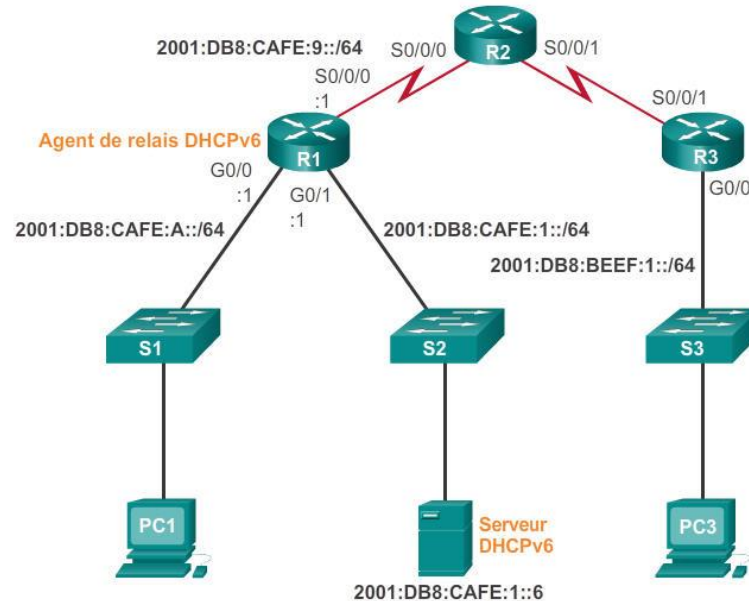 2001:DB8:CAFE:9::/64
S0/0/0
R2
S0/0/1
S0/0/0
:1
S0/0/1
Agent de relais DHCPv6
R1
R3
G0/0
:1
G0/1
:1
G0/0
2001:DB8:CAFE:A::/64
2001:DB8:CAFE:1::/64
2001:DB8:BEEF:1::/64
S1
S2
S3
PC1
Serveur
DHCPv6
PC3
2001:DB8:CAFE:1::6